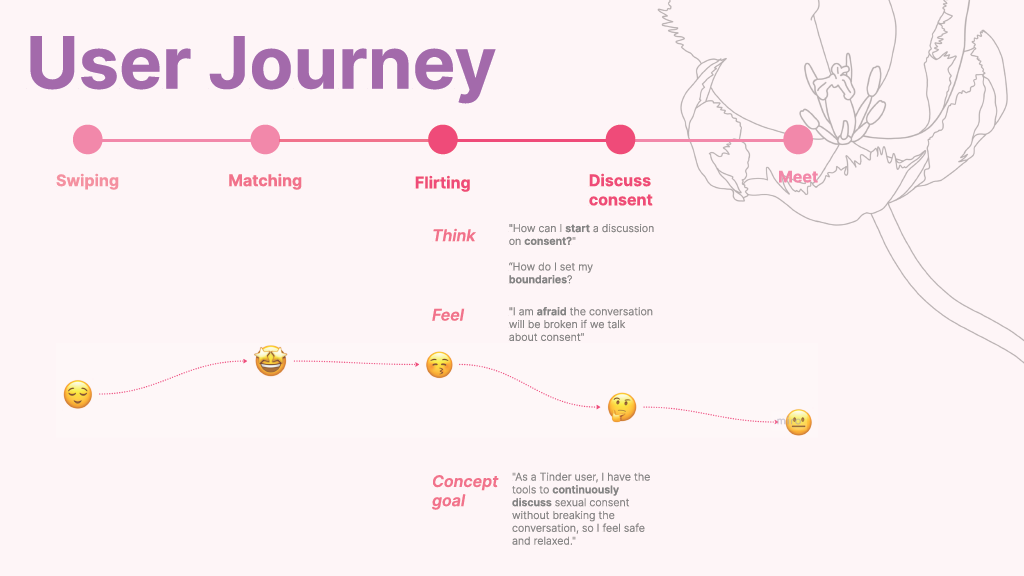 User Journey
Swiping
Matching
Flirting
Discuss
consent
Meet
Think
"How can I start a discussion
on consent?"
"How do I set my
boundaries?
Feel
"I am afraid the conversation
will be broken if we talk
about consent"
Concept
goal
"As a Tinder user, I have the
tools to continuously
discuss sexual consent
without breaking the
conversation, so I feel safe
and relaxed."